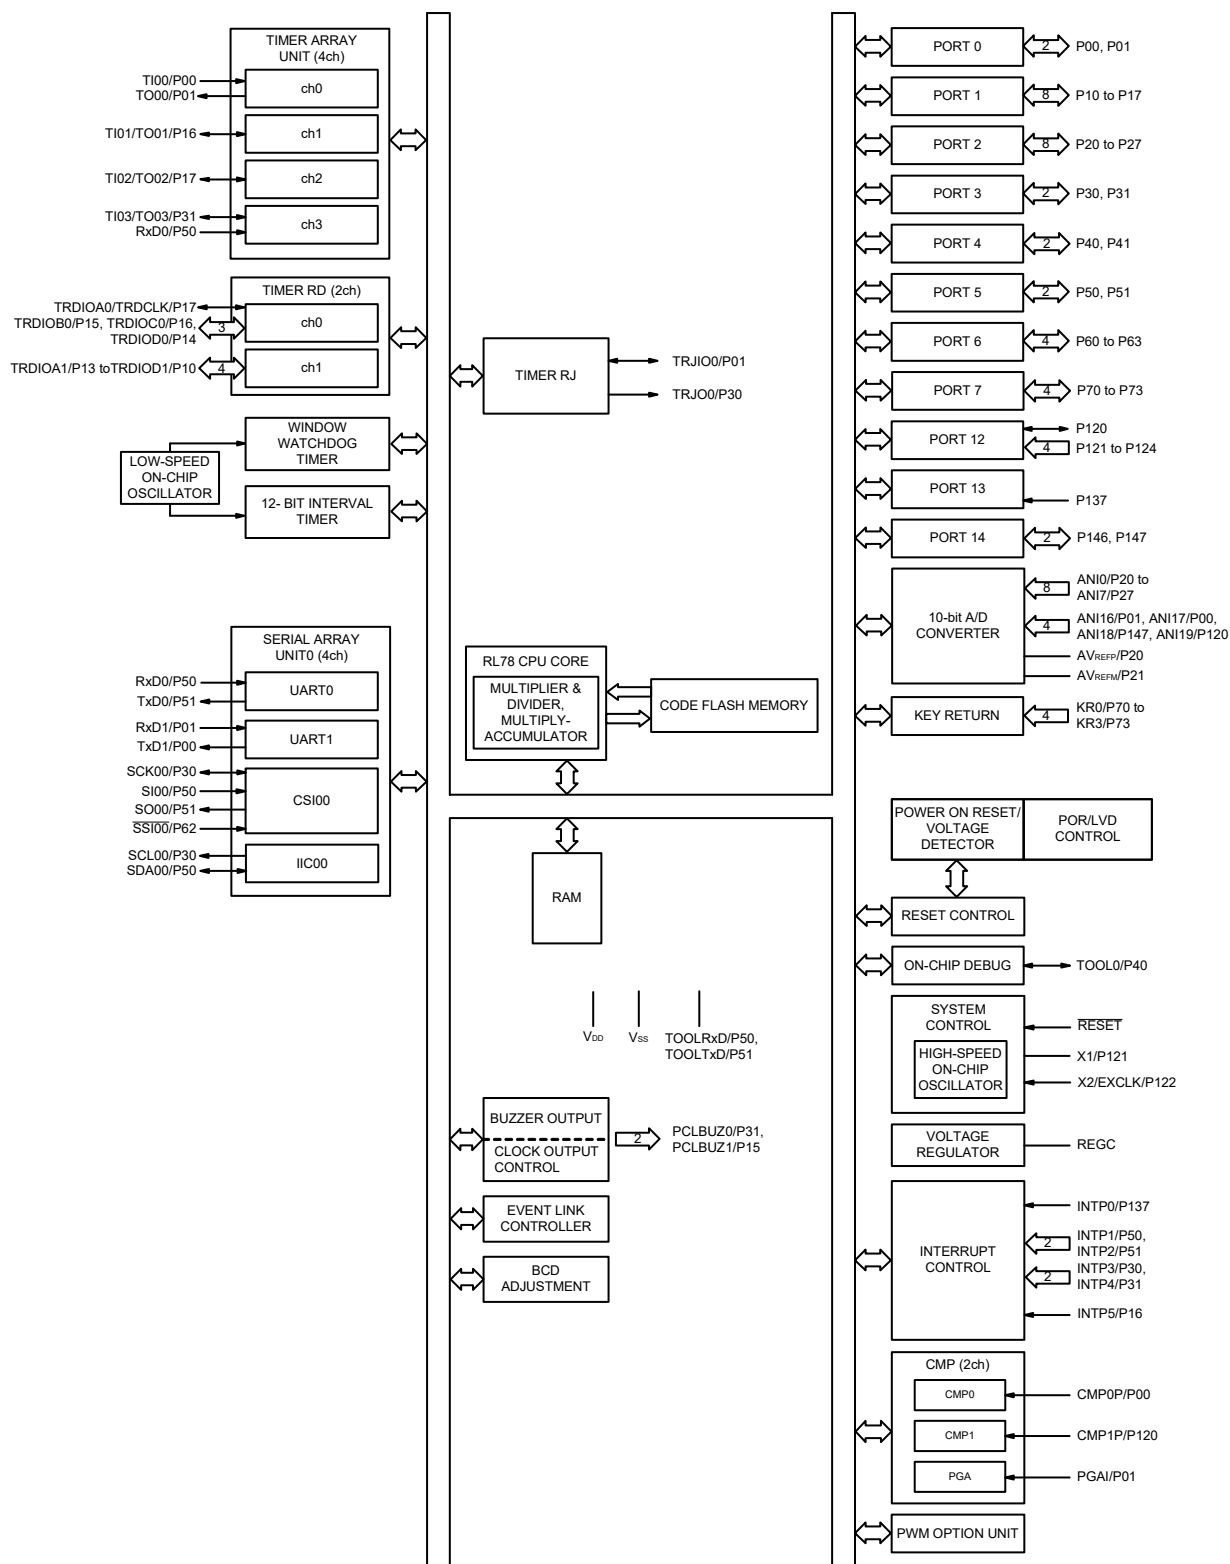 TIMER ARRAY
UNIT (4ch)
TI00/P00
TO00/P01
ch0
TI01/TO01/P16
ch1
TI02/TO02/P17
ch2
TI03/TO03/P31
RxD0/P50
ch3
TIMER RD (2ch)
TRDIOA0/TRDCLK/P17
TRDIOB0/P15, TRDIOC0/P16,
TRDIOD0/P14
3
ch0
TRDIOA1/P13 toTRDIOD1/P10
4
ch1
WINDOW
WATCHDOG
TIMER
LOW-SPEED
ON-CHIP
OSCILLATOR
12- BIT INTERVAL
TIMER
SERIAL ARRAY
UNIT0 (4ch)
RxD0/P50
TxD0/P51
UART0
RxD1/P01
TxD1/P00
UART1
SCK00/P30
SI00/P50
SO00/P51
SSI00/P62
CSI00
SCL00/P30
SDA00/P50
IIC00
TIMER RJ
TRJIO0/P01
TRJO0/P30
RL78 CPU CORE
MULTIPLIER &
DIVIDER,
MULTIPLY-
ACCUMULATOR
CODE FLASH MEMORY
RAM
VDD
VSS
TOOLRxD/P50,
TOOLTxD/P51
BUZZER OUTPUT
CLOCK OUTPUT
CONTROL
2
PCLBUZ0/P31,
PCLBUZ1/P15
EVENT LINK
CONTROLLER
BCD
ADJUSTMENT
PORT 0
2
P00, P01
PORT 1
8
P10 to P17
PORT 2
8
P20 to P27
PORT 3
2
P30, P31
PORT 4
2
P40, P41
PORT 5
2
P50, P51
PORT 6
4
P60 to P63
PORT 7
4
P70 to P73
PORT 12
P120
4
P121 to P124
PORT 13
P137
PORT 14
2
P146, P147
10-bit A/D
CONVERTER
8
ANI0/P20 to
ANI7/P27
4
ANI16/P01, ANI17/P00,
ANI18/P147, ANI19/P120
AVREFP/P20
AVREFM/P21
KEY RETURN
4
KR0/P70 to
KR3/P73
POWER ON RESET/
VOLTAGE
DETECTOR
POR/LVD
CONTROL
RESET CONTROL
ON-CHIP DEBUG
TOOL0/P40
SYSTEM
CONTROL
HIGH-SPEED
ON-CHIP
OSCILLATOR
RESET
X1/P121
X2/EXCLK/P122
VOLTAGE
REGULATOR
REGC
INTERRUPT
CONTROL
INTP0/P137
2
INTP1/P50,
INTP2/P51
2
INTP3/P30,
INTP4/P31
INTP5/P16
CMP (2ch)
CMP0
CMP0P/P00
CMP1
CMP1P/P120
PGA
PGAI/P01
PWM OPTION UNIT